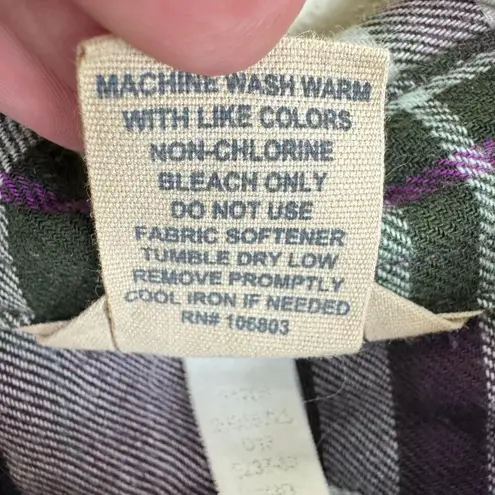 MACHINE WASH WARM
WITH LIKE COLORS
NON-CHLORINE
BLEACH ONLY
DO NOT USE
FABRIC SOFTENER
TUMBLE DRY LOW
REMOVE PROMPTLY
COOL IRON IF NEEDED
RN# 106803